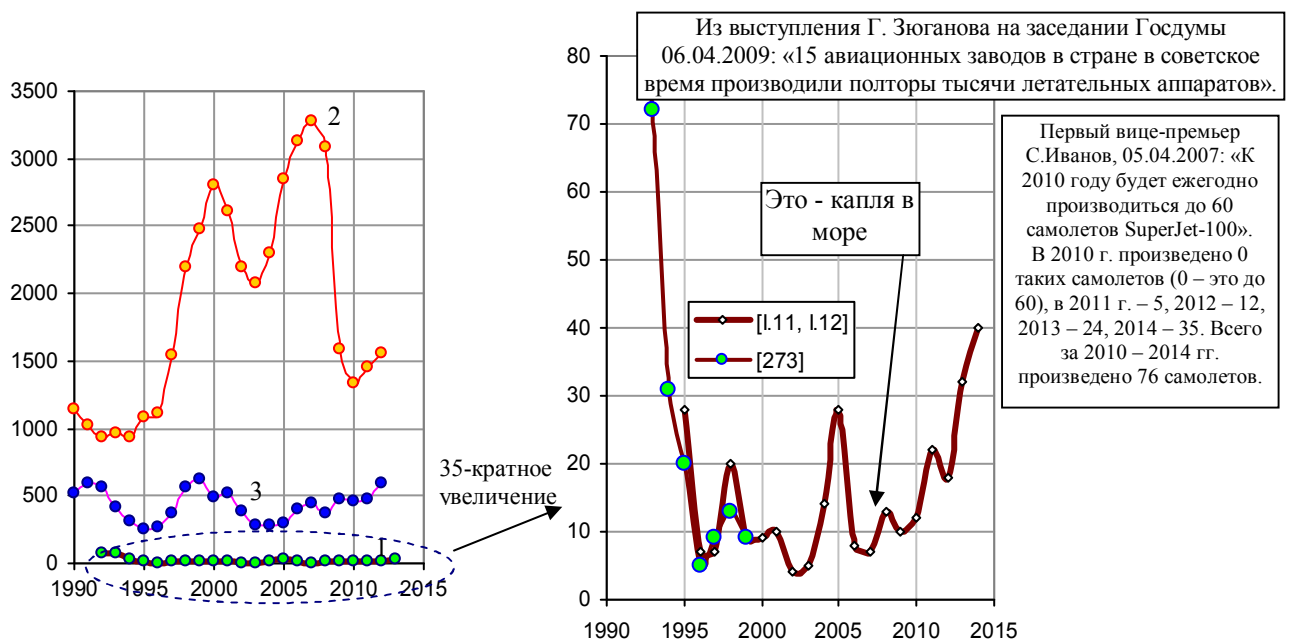 Из выступления Г. Зюганова на заседании Госдумы
06.04.2009: «15 авиационных заводов в стране в советское
время производили полторы тысячи летательных аппаратов».
3500
3000
2500
2000
1500
1000
500
0
1990
1995
2000
2005
2010
2015
2
3
35-кратное
увеличение
80
70
60
50
40
30
20
10
0
1990
1995
2000
2005
2010
2015
Это - капля в
море
[I.11, I.12]
[273]
Первый вице-премьер
С.Иванов, 05.04.2007: «К
2010 году будет ежегодно
производиться до 60
самолетов SuperJet-100».
В 2010 г. произведено 0
таких самолетов (0 – это до
60), в 2011 г. – 5, 2012 – 12,
2013 – 24, 2014 – 35. Всего
за 2010 – 2014 гг.
произведено 76 самолетов.